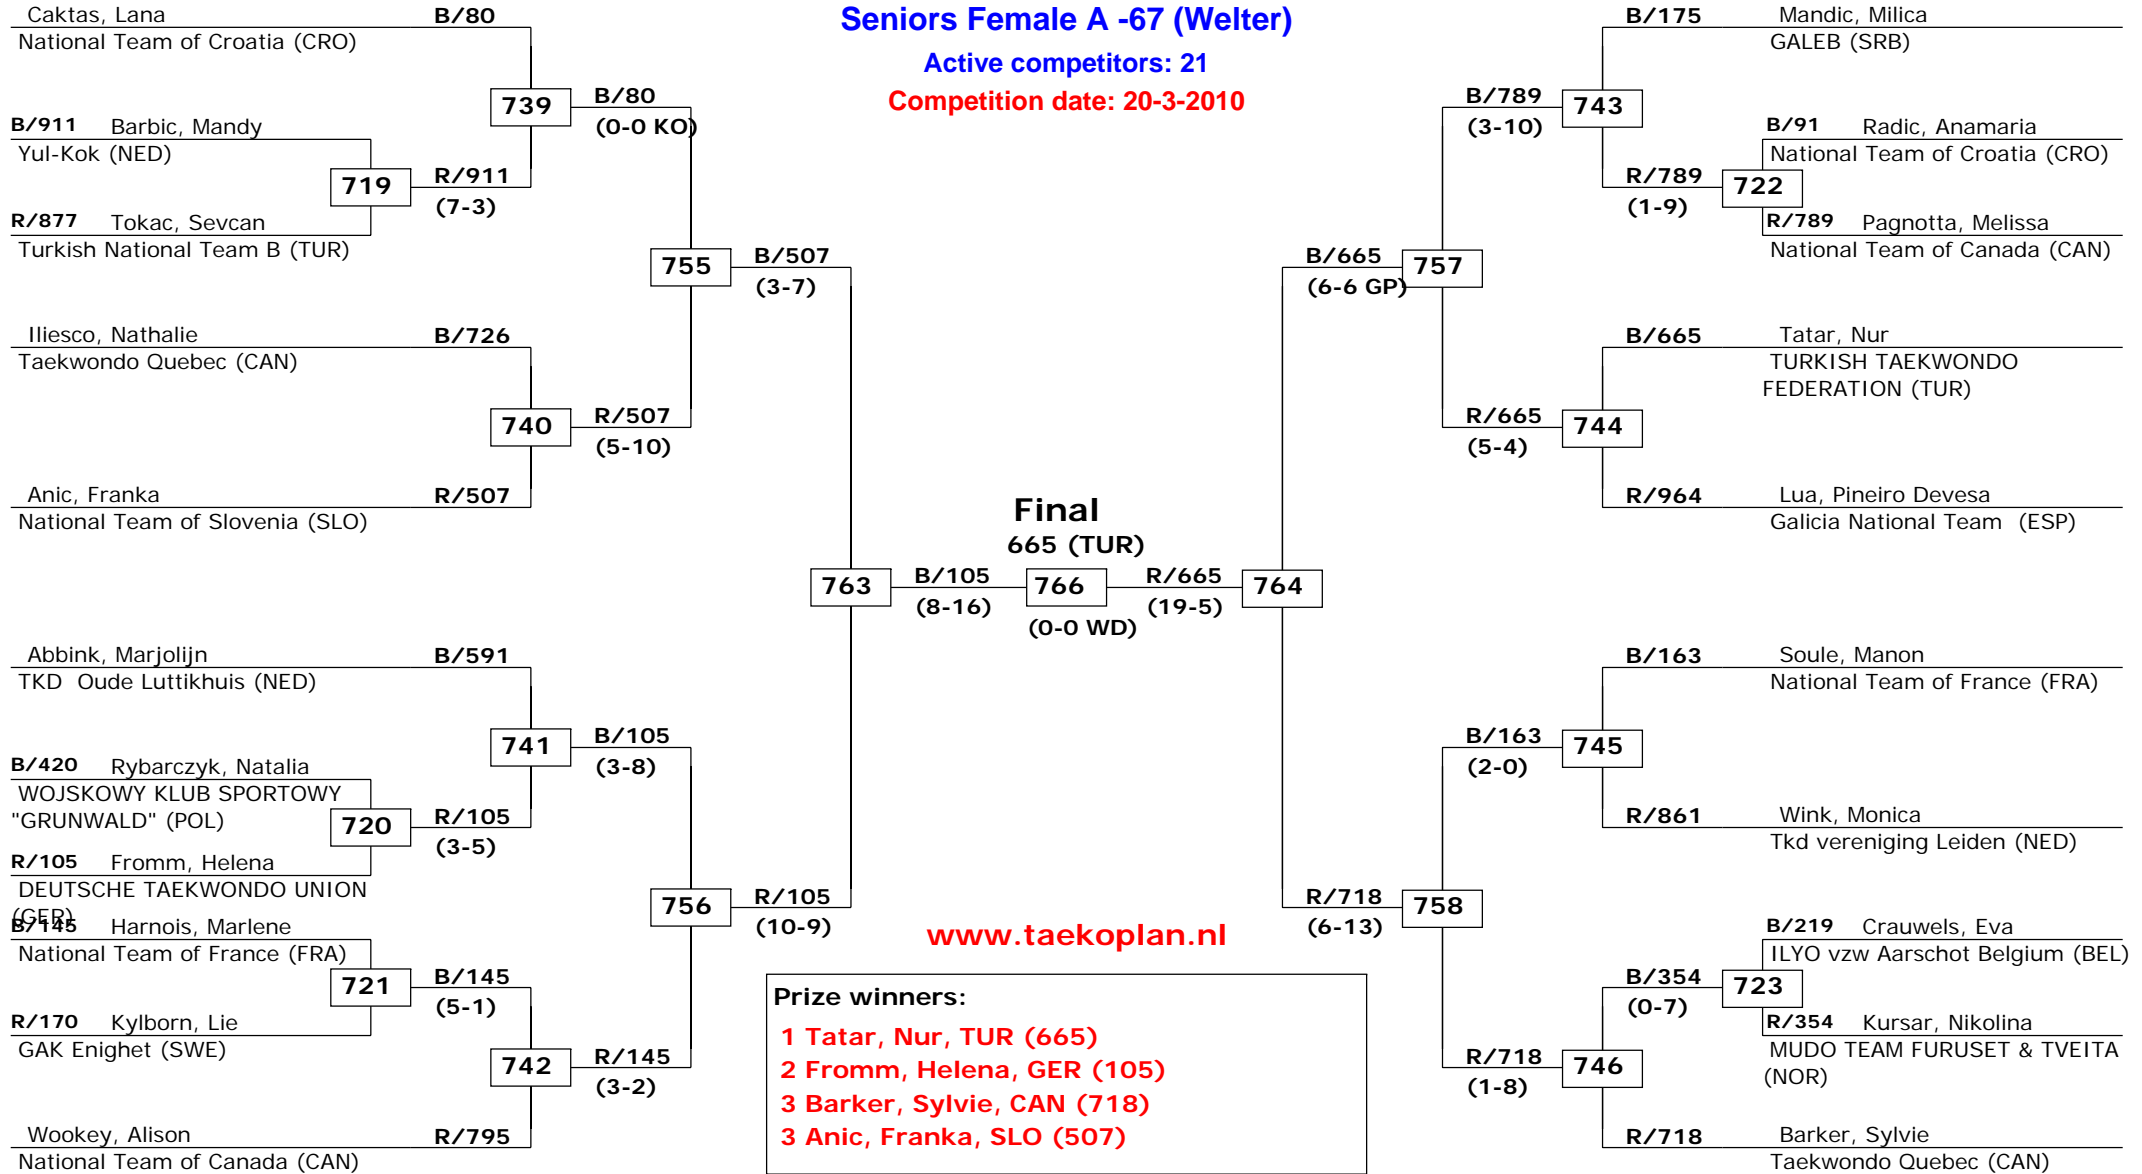 Seniors Female A -67 (Welter)
Active competitors: 21
Competition date: 20-3-2010
Caktas, Lana B/80
National Team of Croatia (CRO)
739
B/80
(0-0 KO)
B/911 Barbic, Mandy
Yul-Kok (NED)
719
R/911
(7-3)
R/877 Tokac, Sevcan
Turkish National Team B (TUR)
755
B/507
(3-7)
Iliesco, Nathalie B/726
Taekwondo Quebec (CAN)
740
R/507
(5-10)
Anic, Franka R/507
National Team of Slovenia (SLO)
763
B/105
(8-16)
Abbink, Marjolijn B/591
TKD Oude Luttikhuis (NED)
741
B/105
(3-8)
B/420 Rybarczyk, Natalia
WOJSKOWY KLUB SPORTOWY
"GRUNWALD" (POL)
720
R/105
(3-5)
R/105 Fromm, Helena
DEUTSCHE TAEKWONDO UNION
(GER)
756
R/105
(10-9)
B/145 Harnois, Marlene
National Team of France (FRA)
721
B/145
(5-1)
R/170 Kylborn, Lie
GAK Enighet (SWE)
742
R/145
(3-2)
Wookey, Alison R/795
National Team of Canada (CAN)
Final
665 (TUR)
766
(0-0 WD)
R/665
(19-5)
764
B/175 Mandic, Milica
GALEB (SRB)
B/789
(3-10)
743
B/91 Radic, Anamaria
National Team of Croatia (CRO)
R/789
(1-9)
722
R/789 Pagnotta, Melissa
National Team of Canada (CAN)
B/665
(6-6 GP)
757
B/665 Tatar, Nur
TURKISH TAEKWONDO
FEDERATION (TUR)
R/665
(5-4)
744
R/964 Lua, Pineiro Devesa
Galicia National Team (ESP)
B/163 Soule, Manon
National Team of France (FRA)
B/163
(2-0)
745
R/861 Wink, Monica
Tkd vereniging Leiden (NED)
R/718
(6-13)
758
B/219 Crauwels, Eva
ILYO vzw Aarschot Belgium (BEL)
B/354
(0-7)
723
R/354 Kursar, Nikolina
MUDO TEAM FURUSET & TVEITA
(NOR)
R/718
(1-8)
746
R/718 Barker, Sylvie
Taekwondo Quebec (CAN)
www.taekoplan.nl
Prize winners:
1 Tatar, Nur, TUR (665)
2 Fromm, Helena, GER (105)
3 Barker, Sylvie, CAN (718)
3 Anic, Franka, SLO (507)